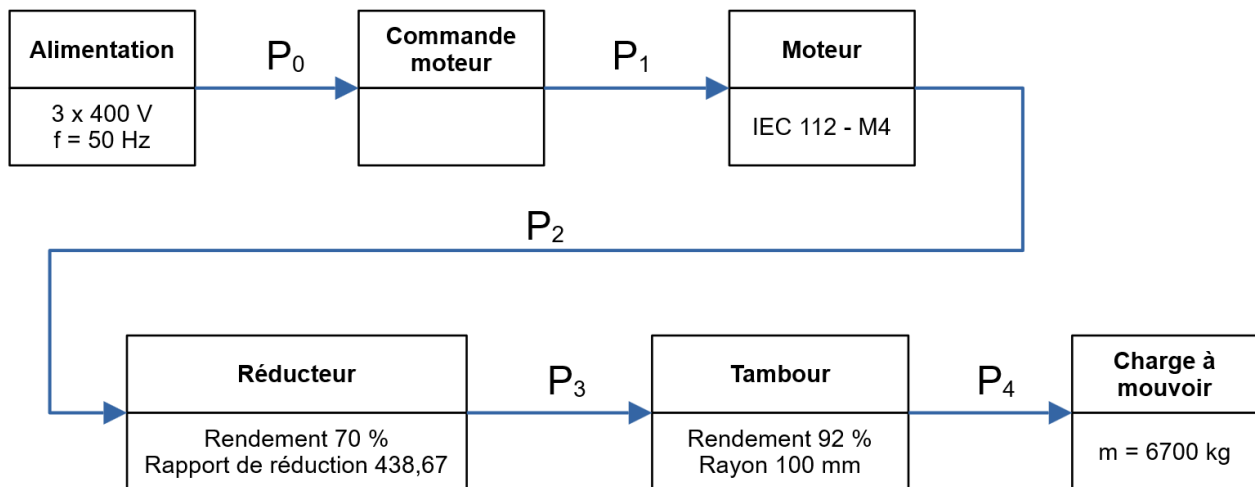 Alimentation
3 x 400 V
f = 50 Hz
P0
Commande
moteur
P1
Moteur
IEC 112 - M4
P2
Réducteur
Rendement 70 %
Rapport de réduction 438,67
P3
Tambour
Rendement 92 %
Rayon 100 mm
P4
Charge à
mouvoir
m = 6700 kg